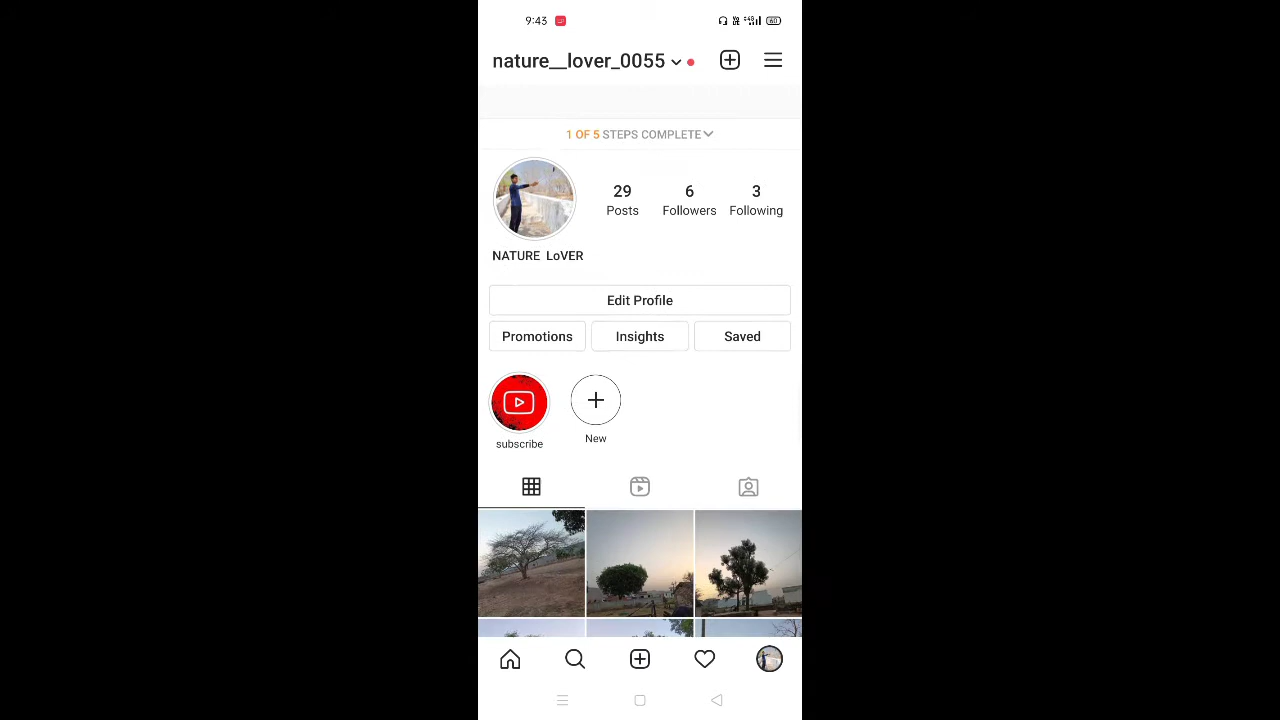 9:43
nature__lover_0055
1 OF 5 STEPS COMPLETE
29 6 3
Posts Followers Following
NATURE LoVER
Edit Profile
Promotions Insights Saved
subscribe New